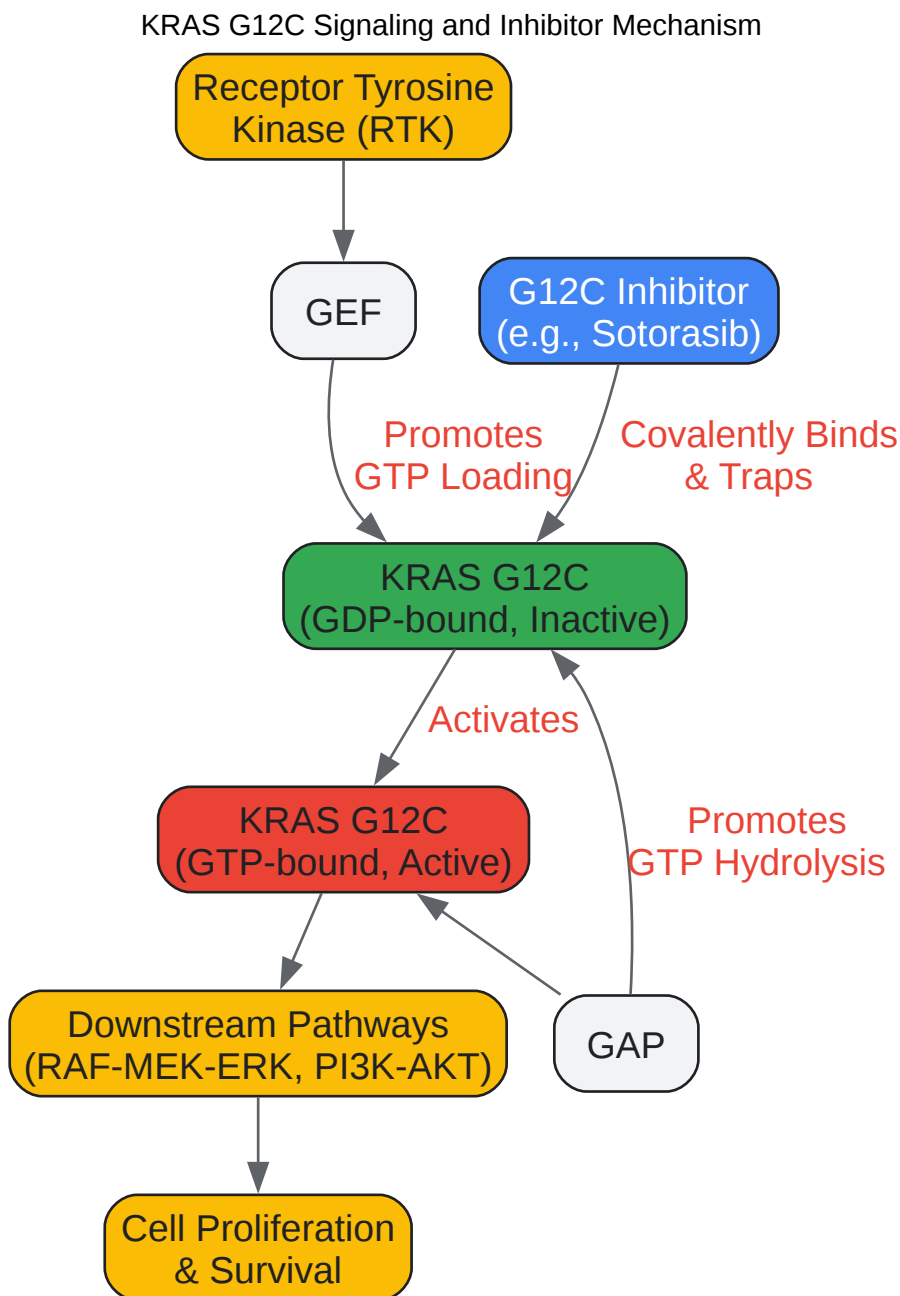 KRAS G12C Signaling and Inhibitor Mechanism
Receptor Tyrosine
Kinase (RTK)
GEF
G12C Inhibitor
(e.g., Sotorasib)
Promotes
GTP Loading
Covalently Binds
& Traps
KRAS G12C
(GDP-bound, Inactive)
Activates
KRAS G12C
(GTP-bound, Active)
Promotes
GTP Hydrolysis
Downstream Pathways
(RAF-MEK-ERK, PI3K-AKT)
GAP
Cell Proliferation
& Survival